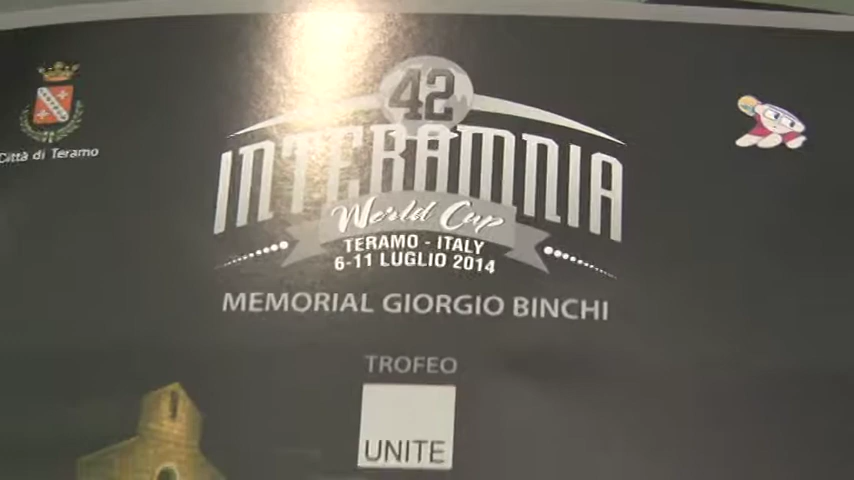 42
INTERAMNIA
World Cup
TERAMO - ITALY
6-11 LUGLIO 2014
Città di Teramo
MEMORIAL GIORGIO BINCHI
TROFEO
UNITE